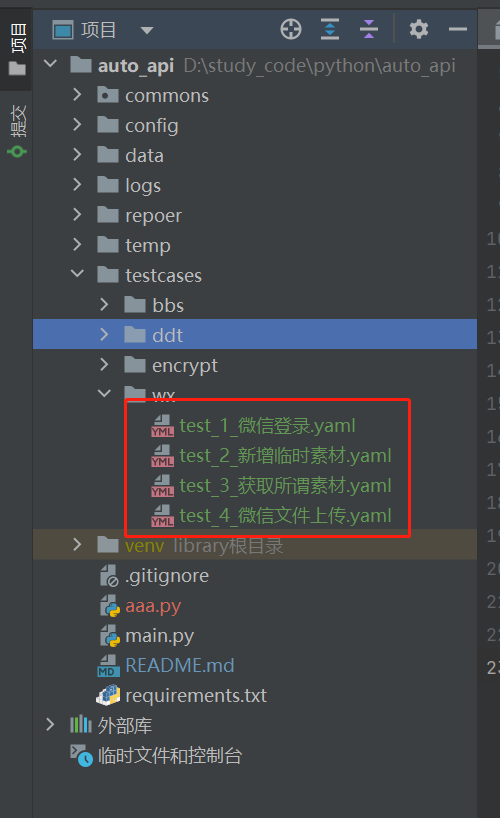 项目
项目
提交
auto_api D:\study_code\python\auto_api
commons
config
data
logs
repoer
temp
testcases
bbs
ddt
encrypt
wx
test_1_微信登录.yaml
test_2_新增临时素材.yaml
test_3_获取所谓素材.yaml
test_4_微信文件上传.yaml
venv library根目录
.gitignore
aaa.py
main.py
README.md
requirements.txt
外部库
临时文件和控制台